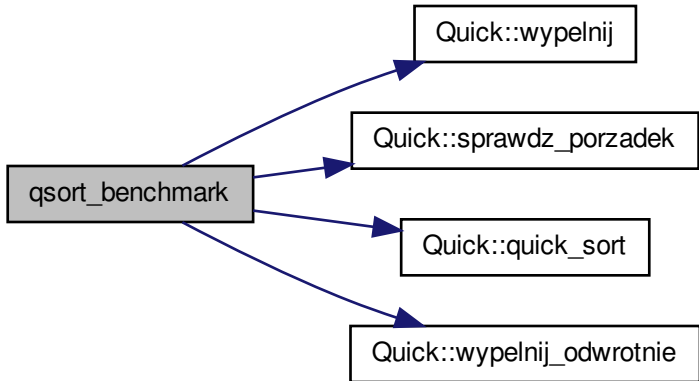 Quick::wypelnij
Quick::sprawdz_porzadek
qsort_benchmark
Quick::quick_sort
Quick::wypelnij_odwrotnie